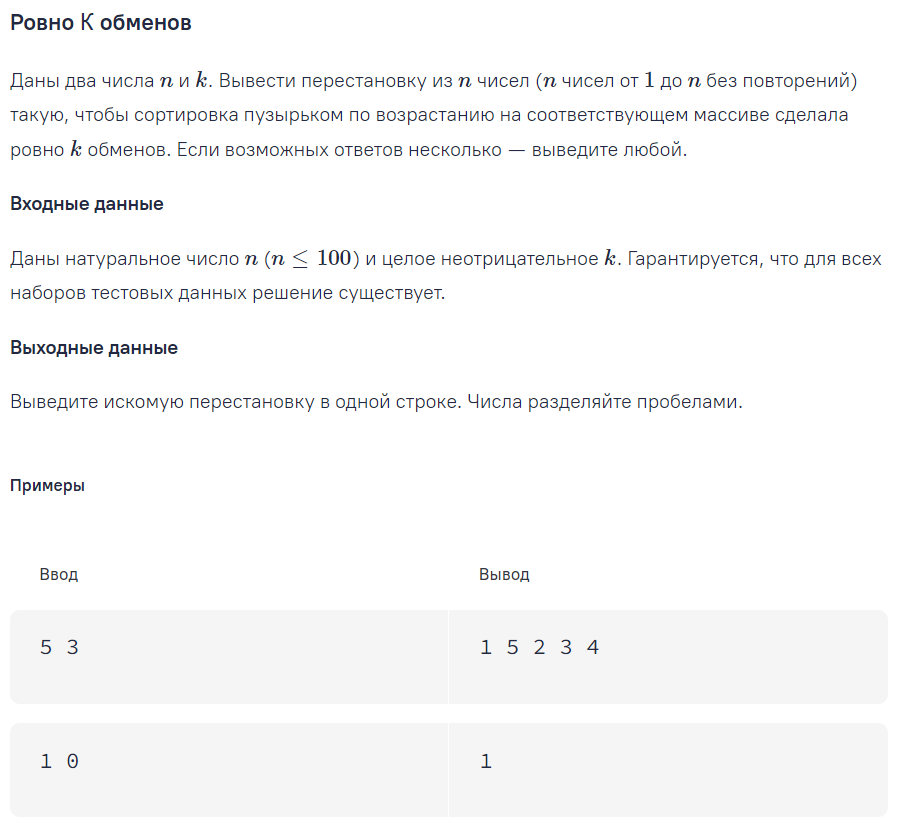 Ровно К обменов
Даны два числа n и k. Вывести перестановку из n чисел (n чисел от 1 до n без повторений)
такую, чтобы сортировка пузырьком по возрастанию на соответствующем массиве сделала
ровно k обменов. Если возможных ответов несколько — выведите любой.
Входные данные
Даны натуральное число n (n ≤ 100) и целое неотрицательное k. Гарантируется, что для всех
наборов тестовых данных решение существует.
Выходные данные
Выведите искомую перестановку в одной строке. Числа разделяйте пробелами.
Примеры
Ввод Вывод
5 3 1 5 2 3 4
1 0 1